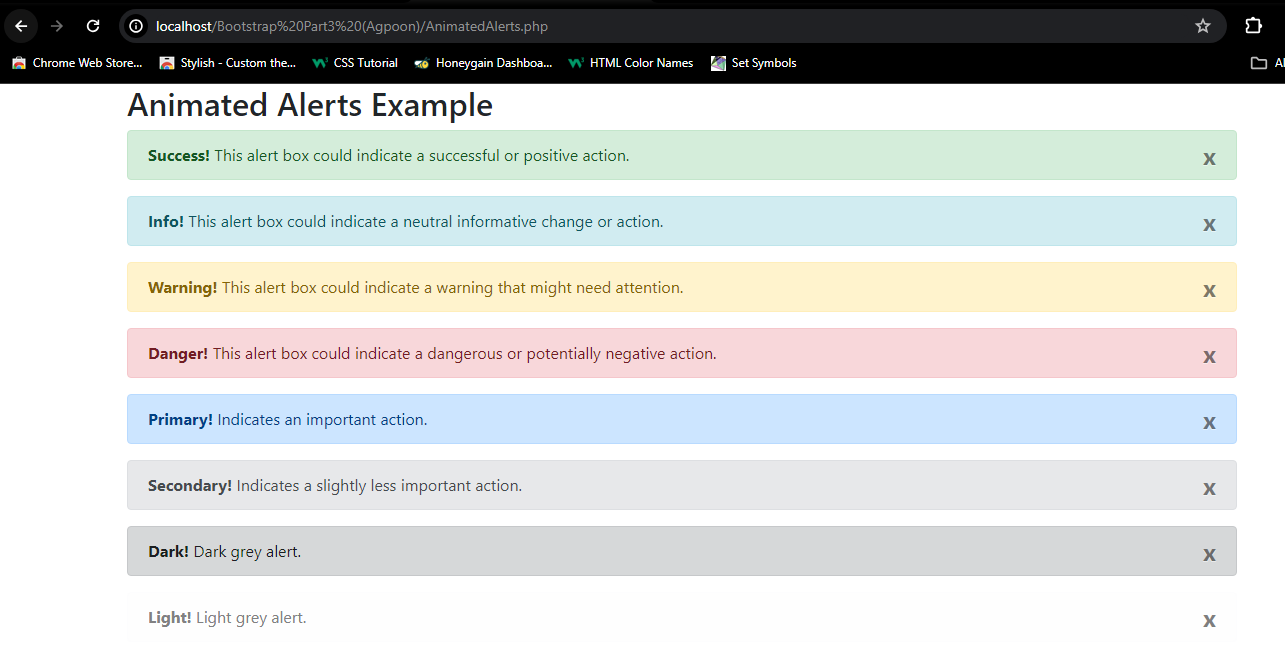 localhost/Bootstrap%20Part3%20(Agpoon)/AnimatedAlerts.php
Chrome Web Store... Stylish - Custom the... CSS Tutorial Honeygain Dashboa... HTML Color Names Set Symbols
Animated Alerts Example
Success! This alert box could indicate a successful or positive action. x
Info! This alert box could indicate a neutral informative change or action. x
Warning! This alert box could indicate a warning that might need attention. x
Danger! This alert box could indicate a dangerous or potentially negative action. x
Primary! Indicates an important action. x
Secondary! Indicates a slightly less important action. x
Dark! Dark grey alert. x
Light! Light grey alert. x